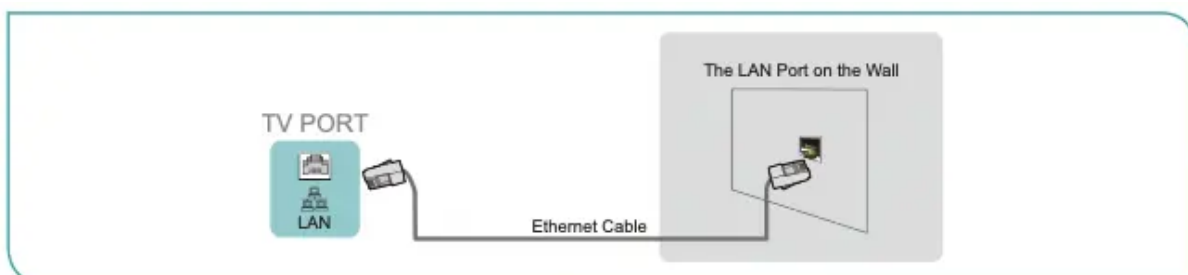 The LAN Port on the Wall
TV PORT
LAN
Ethernet Cable